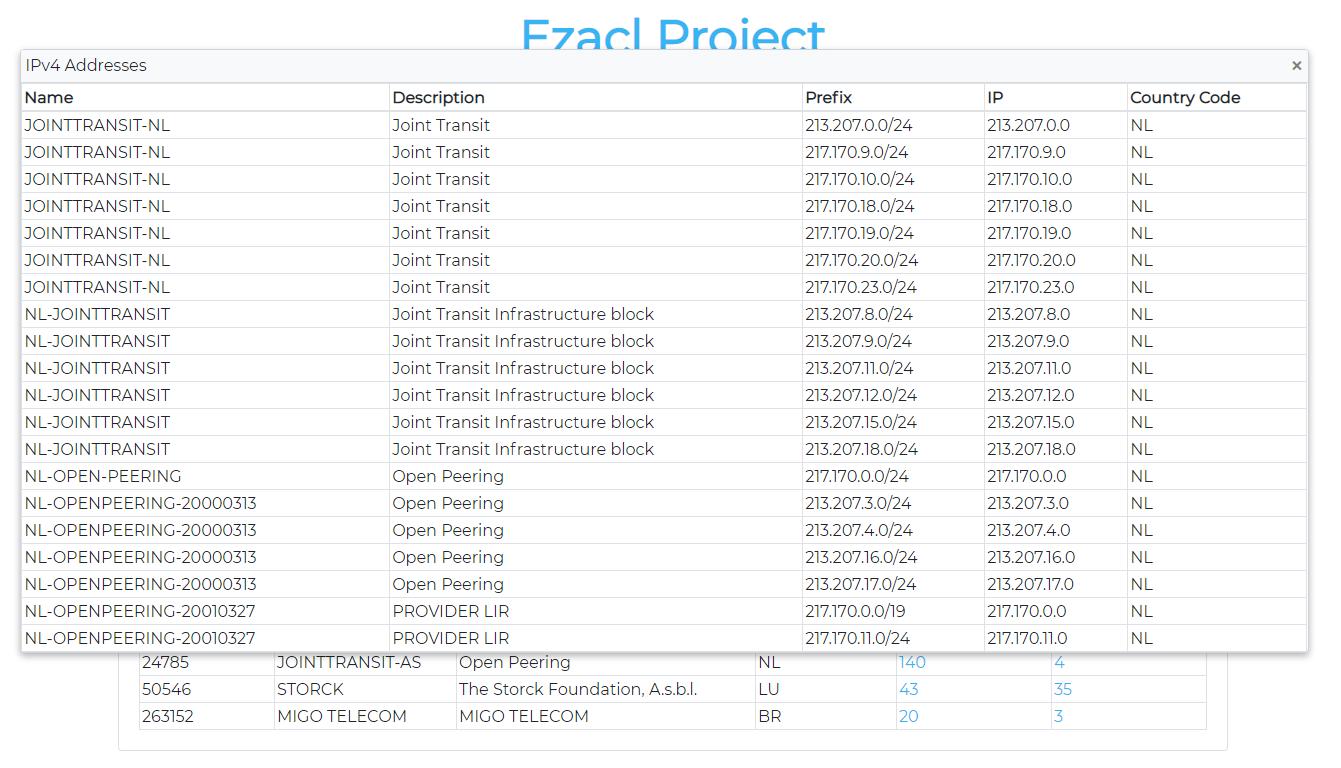 Ezacl Project
IPv4 Addresses ×
Name Description Prefix IP Country Code
JOINTTRANSIT-NL Joint Transit 213.207.0.0/24 213.207.0.0 NL
JOINTTRANSIT-NL Joint Transit 217.170.9.0/24 217.170.9.0 NL
JOINTTRANSIT-NL Joint Transit 217.170.10.0/24 217.170.10.0 NL
JOINTTRANSIT-NL Joint Transit 217.170.18.0/24 217.170.18.0 NL
JOINTTRANSIT-NL Joint Transit 217.170.19.0/24 217.170.19.0 NL
JOINTTRANSIT-NL Joint Transit 217.170.20.0/24 217.170.20.0 NL
JOINTTRANSIT-NL Joint Transit 217.170.23.0/24 217.170.23.0 NL
NL-JOINTTRANSIT Joint Transit Infrastructure block 213.207.8.0/24 213.207.8.0 NL
NL-JOINTTRANSIT Joint Transit Infrastructure block 213.207.9.0/24 213.207.9.0 NL
NL-JOINTTRANSIT Joint Transit Infrastructure block 213.207.11.0/24 213.207.11.0 NL
NL-JOINTTRANSIT Joint Transit Infrastructure block 213.207.12.0/24 213.207.12.0 NL
NL-JOINTTRANSIT Joint Transit Infrastructure block 213.207.15.0/24 213.207.15.0 NL
NL-JOINTTRANSIT Joint Transit Infrastructure block 213.207.18.0/24 213.207.18.0 NL
NL-OPEN-PEERING Open Peering 217.170.0.0/24 217.170.0.0 NL
NL-OPENPEERING-20000313 Open Peering 213.207.3.0/24 213.207.3.0 NL
NL-OPENPEERING-20000313 Open Peering 213.207.4.0/24 213.207.4.0 NL
NL-OPENPEERING-20000313 Open Peering 213.207.16.0/24 213.207.16.0 NL
NL-OPENPEERING-20000313 Open Peering 213.207.17.0/24 213.207.17.0 NL
NL-OPENPEERING-20010327 PROVIDER LIR 217.170.0.0/19 217.170.0.0 NL
NL-OPENPEERING-20010327 PROVIDER LIR 217.170.11.0/24 217.170.11.0 NL
24785 JOINTTRANSIT-AS Open Peering NL 140 4
50546 STORCK The Storck Foundation, A.s.b.l. LU 43 35
263152 MIGO TELECOM MIGO TELECOM BR 20 3